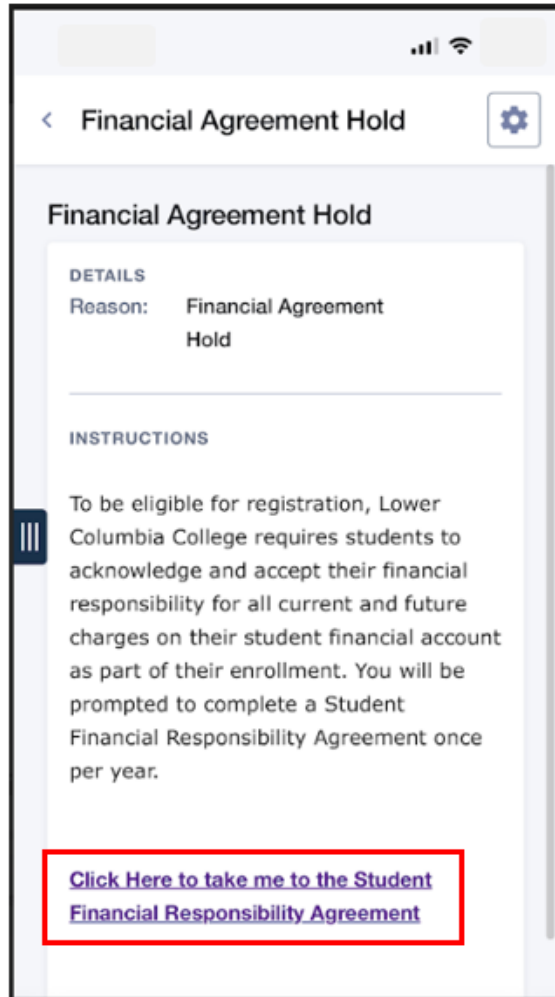 Financial Agreement Hold
Financial Agreement Hold
DETAILS
Reason: Financial Agreement
Hold
INSTRUCTIONS
To be eligible for registration, Lower
Columbia College requires students to
acknowledge and accept their financial
responsibility for all current and future
charges on their student financial account
as part of their enrollment. You will be
prompted to complete a Student
Financial Responsibility Agreement once
per year.
Click Here to take me to the Student
Financial Responsibility Agreement